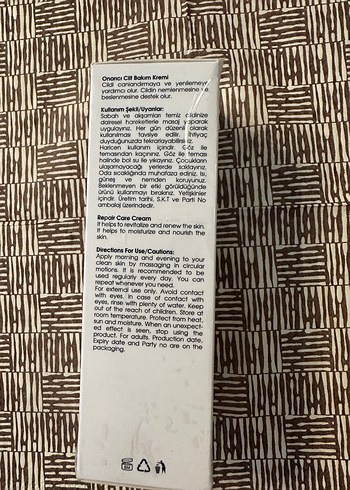 Onarıcı Cilt Bakım Kremi
Cildi canlandırmaya ve yenilemeye
yardımcı olur. Cildin nemlenmesine ve
beslenmesine destek olur.
Kullanım Şekli/Uyarılar:
Sabah ve akşamları temiz cildinize
dairesel hareketlerle masaj yaparak
uygulayınız. Her gün düzenli olarak
kullanılması tavsiye edilir. İhtiyaç
duyduğunuzda tekrarlayabilirsiniz.
Haricen kullanım içindir. Göz ile
temasından kaçınınız. Göz ile temas
halinde bol su ile yıkayınız. Çocukların
ulaşamayacağı yerlerde saklayınız.
Oda sıcaklığında muhafaza ediniz. Isı,
güneş ve nemden koruyunuz.
Beklenmeyen bir etki görüldüğünde
ürünü kullanmayı bırakınız. Yetişkinler
içindir. Üretim tarihi, S.K.T ve Parti No
ambalaj üzerindedir.
Repair Care Cream
It helps to revitalize and renew the skin.
It helps to moisturize and nourish the
skin.
Directions For Use/Cautions:
Apply morning and evening to your
clean skin by massaging in circular
motions. It is recommended to be
used regularly every day. You can
repeat whenever you need.
For external use only. Avoid contact
with eyes. In case of contact with
eyes, rinse with plenty of water. Keep
out of the reach of children. Store at
room temperature. Protect from heat,
sun and moisture. When an unexpect-
ed effect is seen, stop using the
product. For adults. Production date,
Expiry date and Party no are on the
packaging.